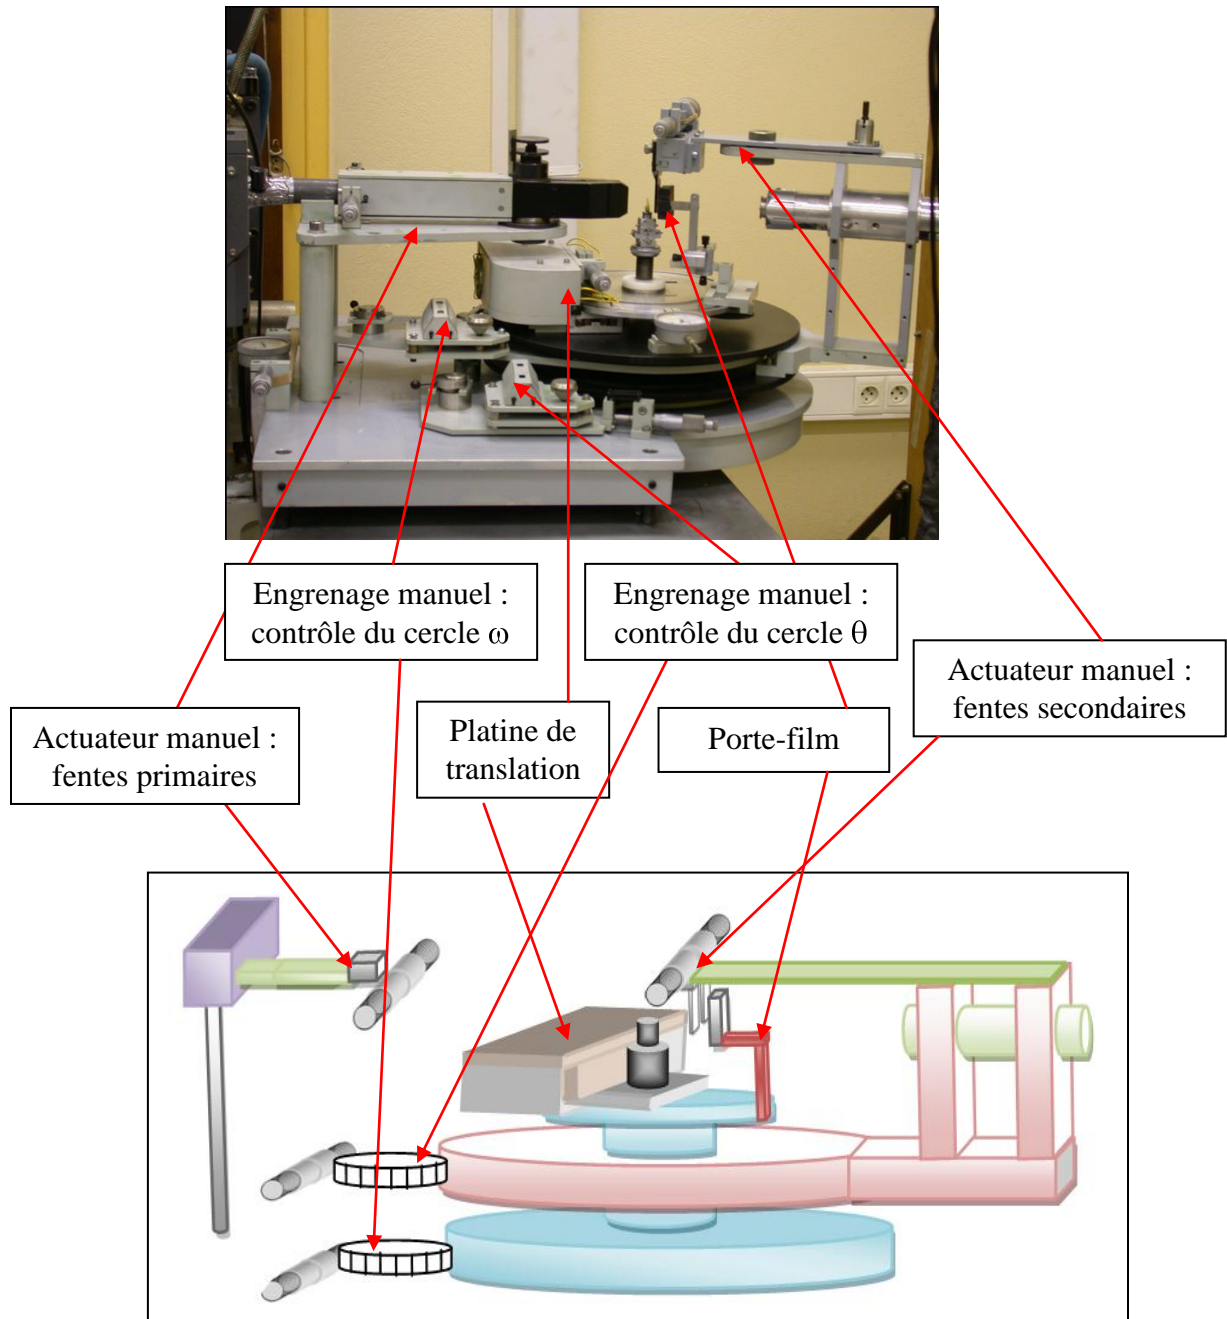 Engrenage manuel :
contrôle du cercle ω
Engrenage manuel :
contrôle du cercle θ
Actuateur manuel :
fentes secondaires
Actuateur manuel :
fentes primaires
Platine de
translation
Porte-film